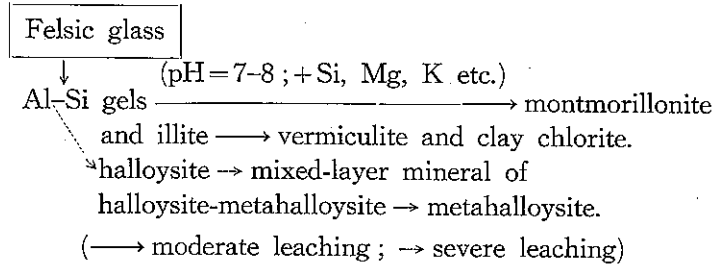 Felsic glass
(pH=7–8 ; +Si, Mg, K etc.)
Al–Si gels ⟶ montmorillonite
and illite ⟶ vermiculite and clay chlorite.
halloysite → mixed-layer mineral of
halloysite-metahalloysite → metahalloysite.
(⟶ moderate leaching ; → severe leaching)